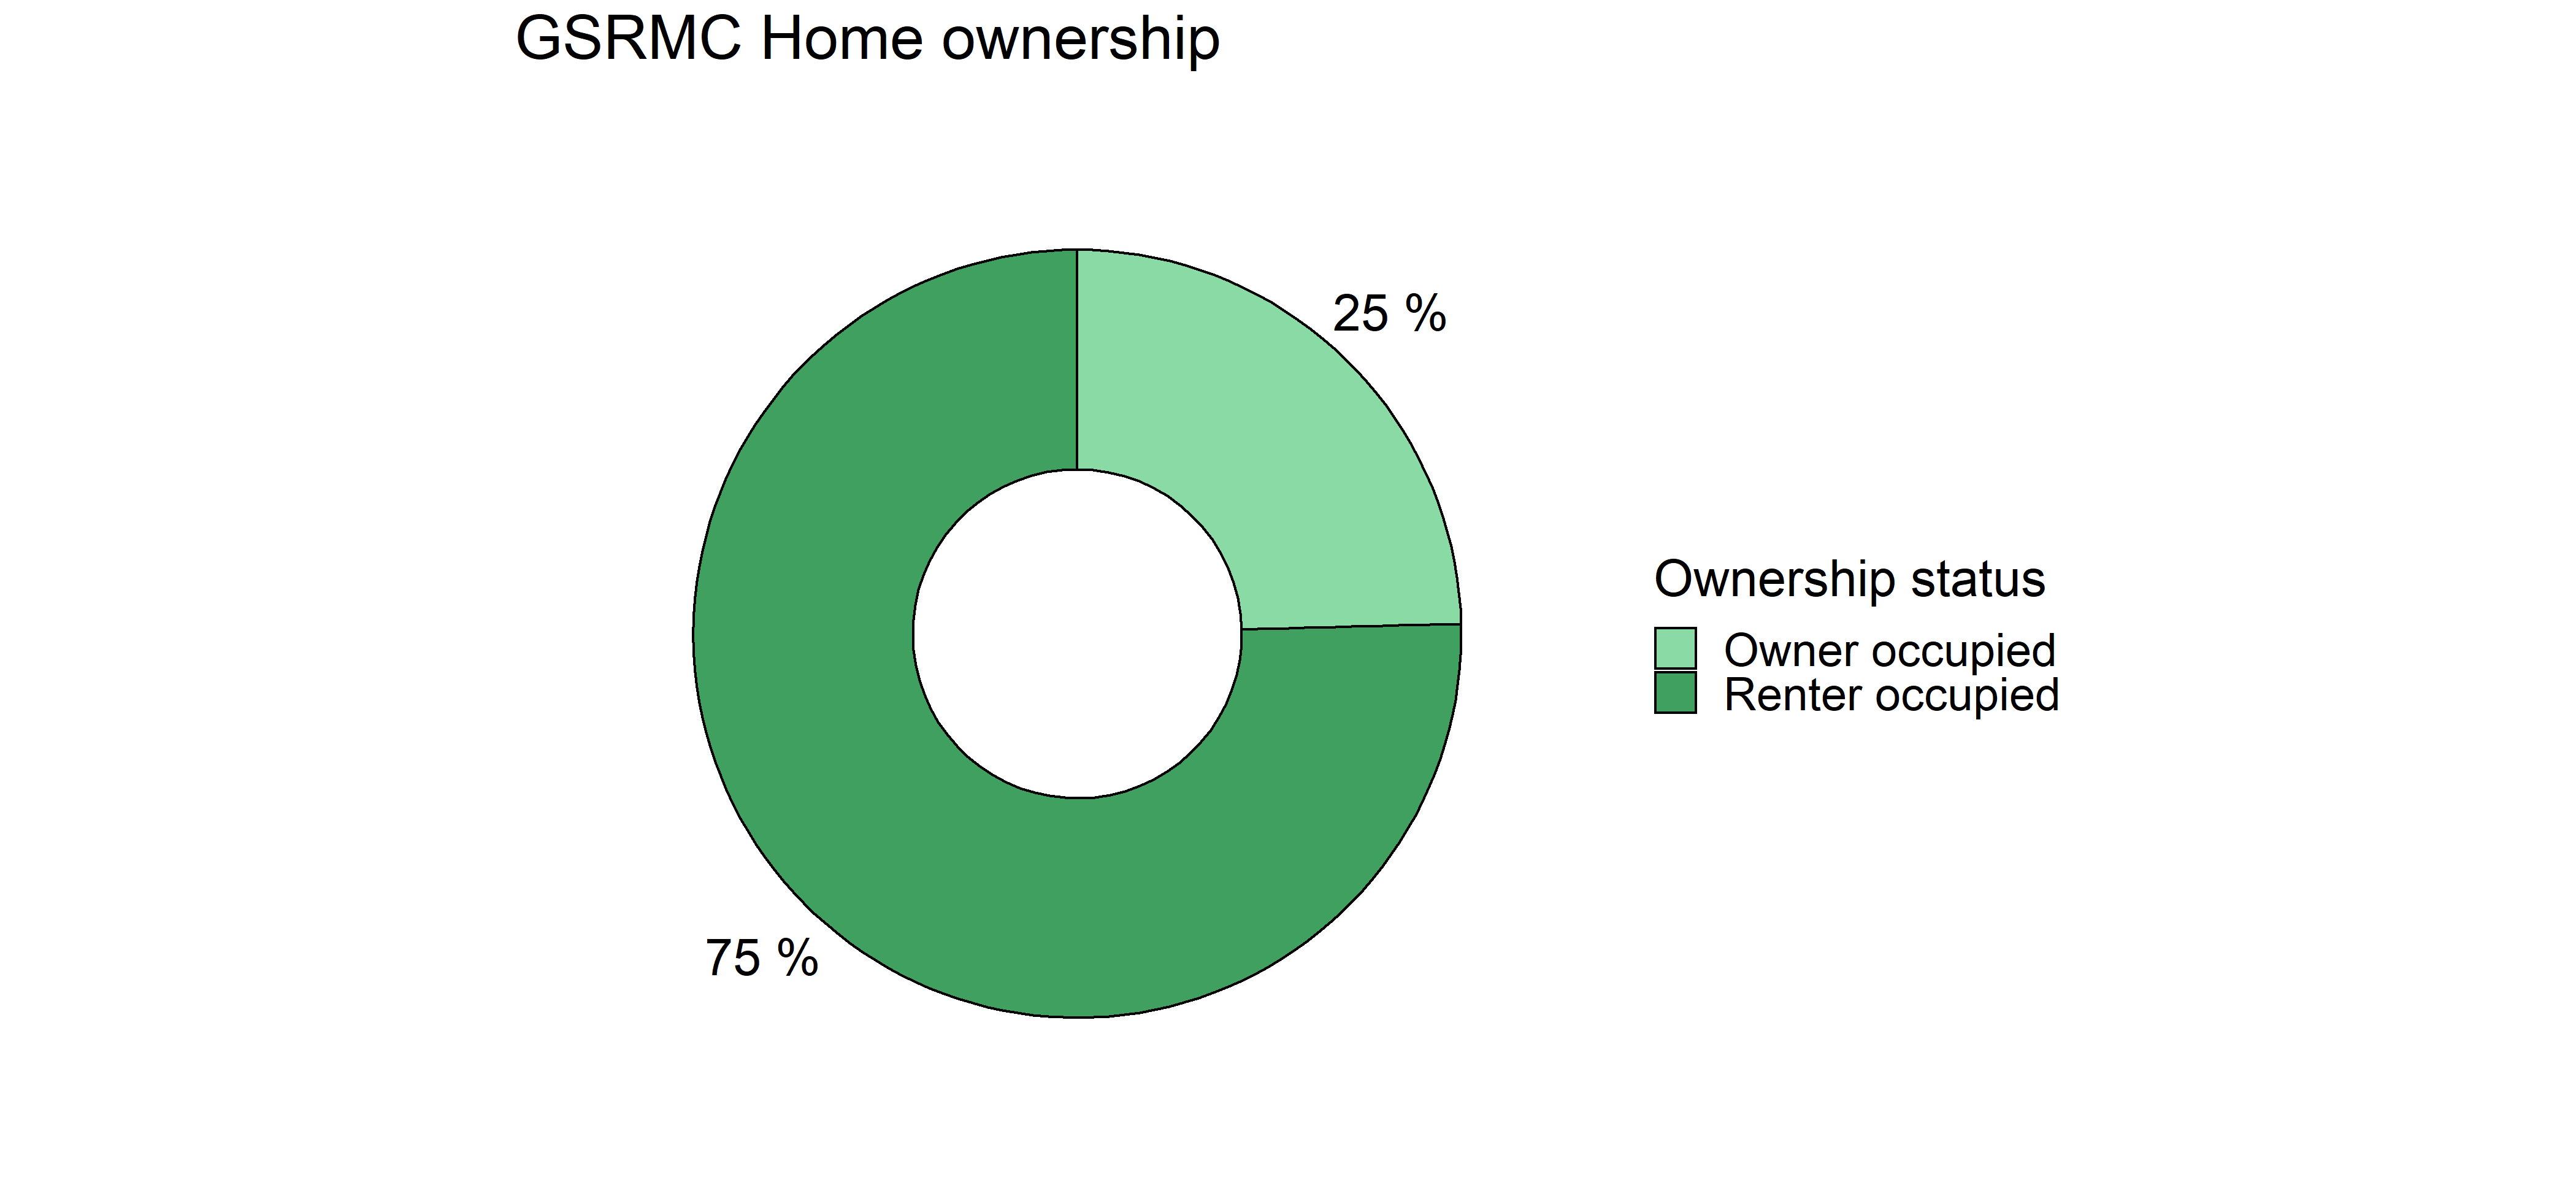 GSRMC Home ownership
25 %
Ownership status
Owner occupied
Renter occupied
75 %